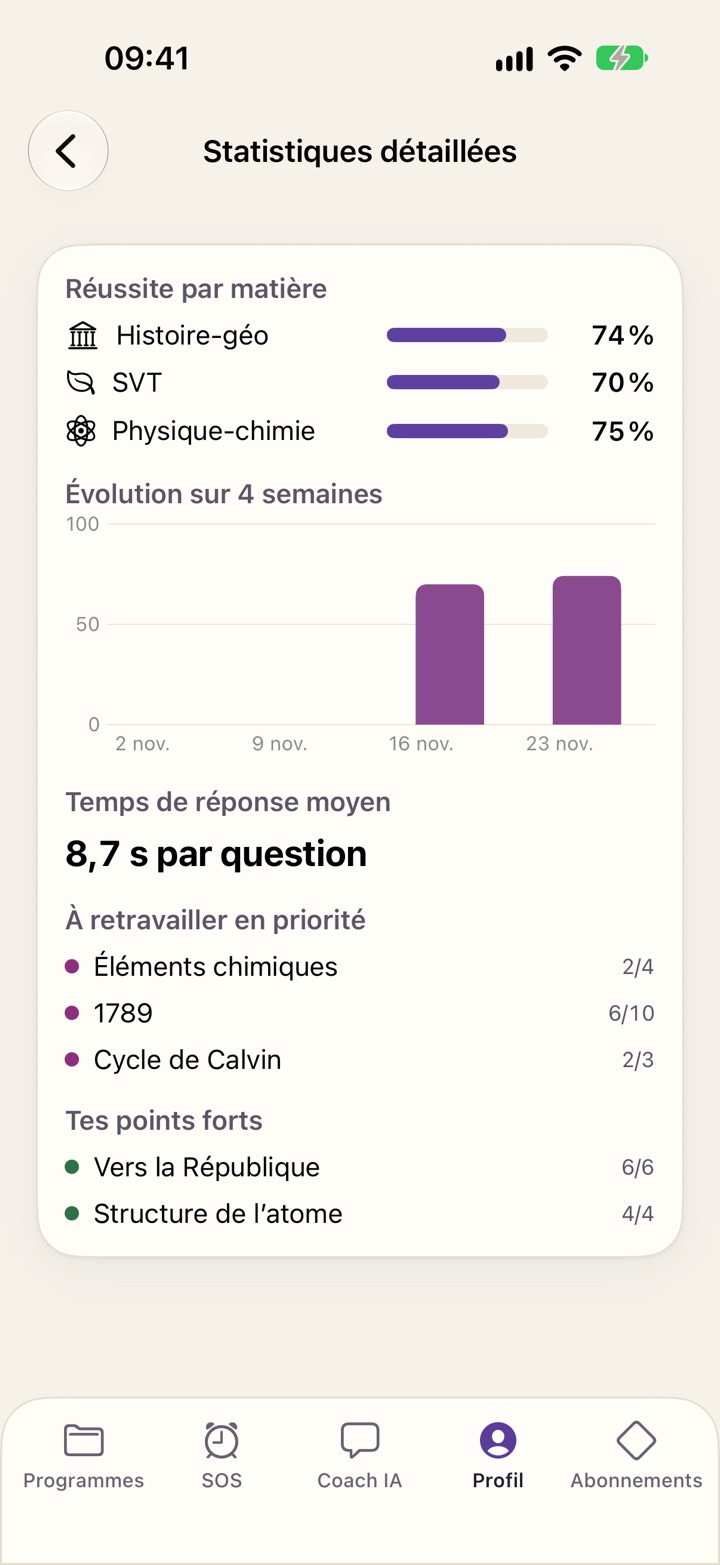 09:41
Statistiques détaillées
Réussite par matière
Histoire-géo 74 %
SVT 70 %
Physique-chimie 75 %
Évolution sur 4 semaines
100
50
0
2 nov. 9 nov. 16 nov. 23 nov.
Temps de réponse moyen
8,7 s par question
À retravailler en priorité
Éléments chimiques 2/4
1789 6/10
Cycle de Calvin 2/3
Tes points forts
Vers la République 6/6
Structure de l’atome 4/4
Programmes SOS Coach IA Profil Abonnements